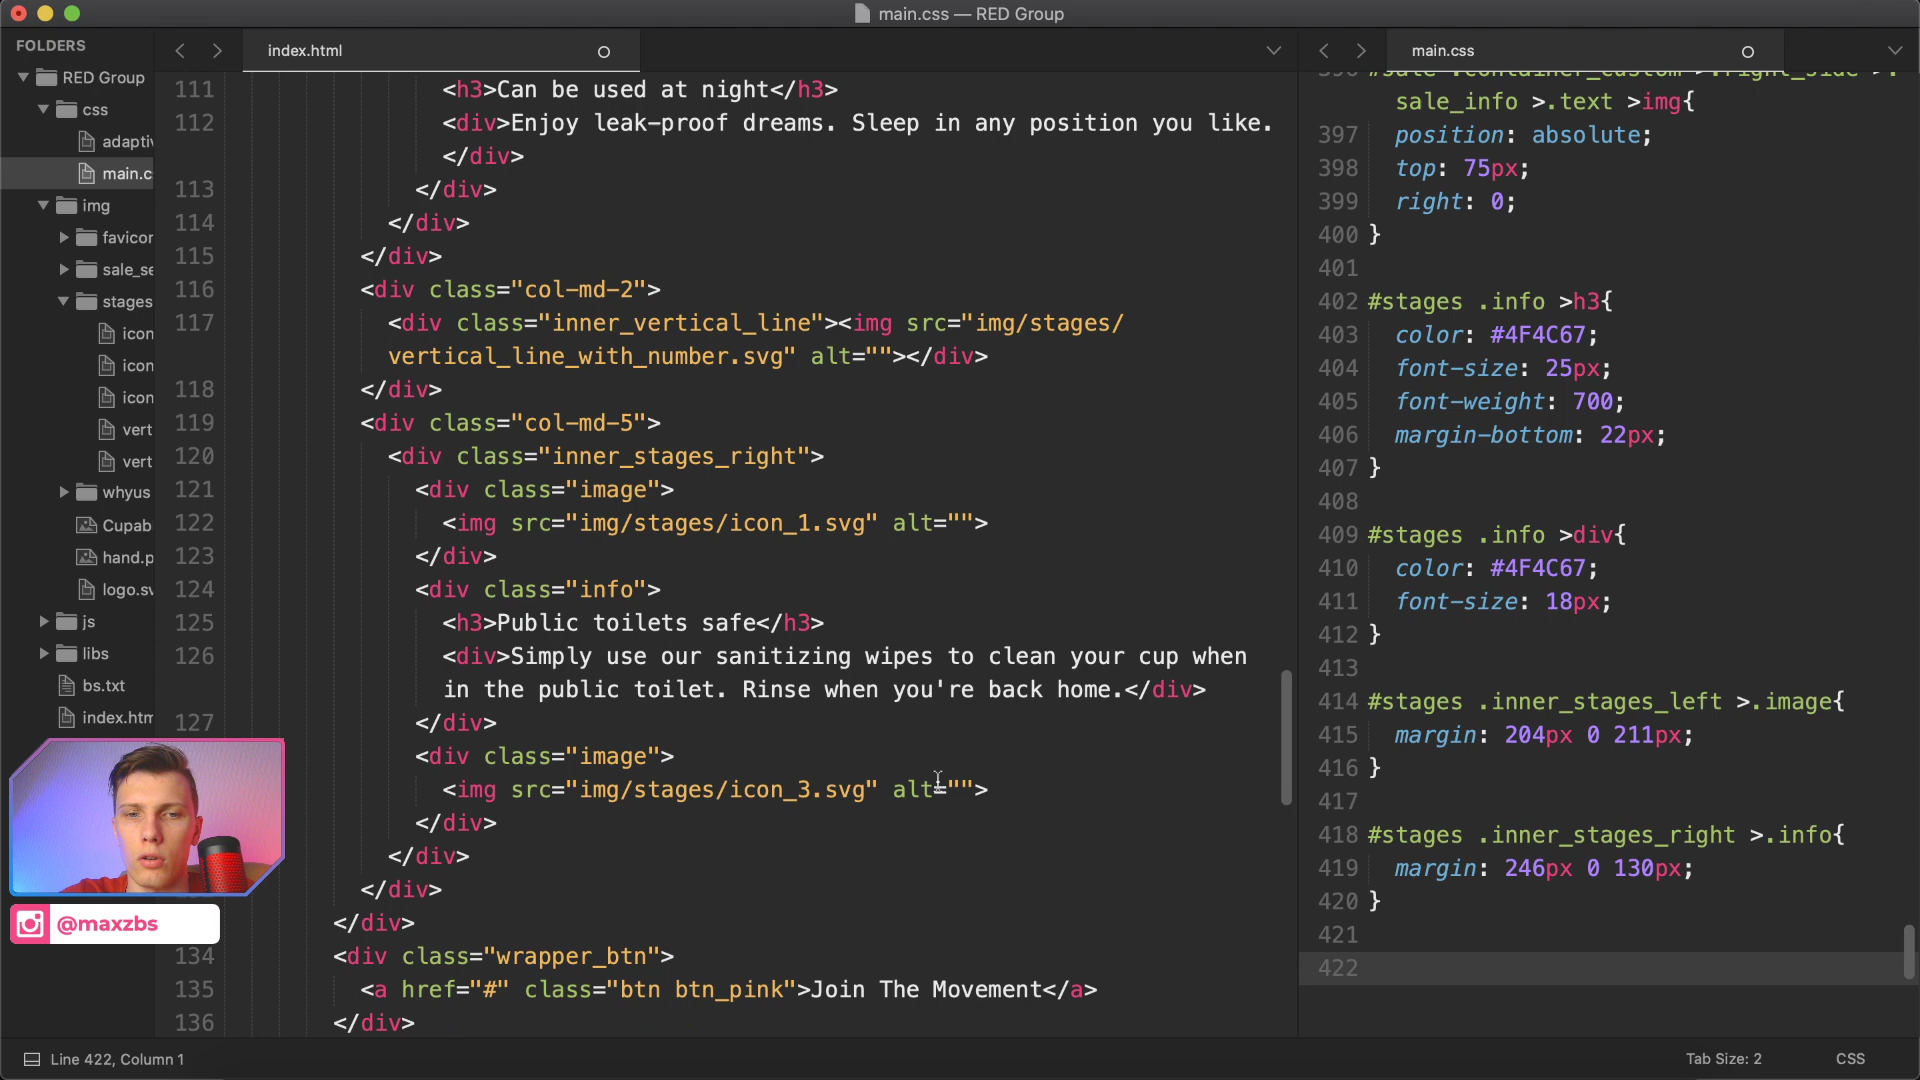 main.css — RED Group
FOLDERS
RED Group
css
adaptiv
main.c
img
favicor
sale_se
stages
icon
icon
icon
vert
vert
whyus
Cupab
hand.p
logo.sv
js
libs
bs.txt
index.htm
@maxzbs
index.html
111 <h3>Can be used at night</h3>
112 <div>Enjoy leak-proof dreams. Sleep in any position you like.
</div>
113 </div>
114 </div>
115 </div>
116 <div class="col-md-2">
117 <div class="inner_vertical_line"><img src="img/stages/
vertical_line_with_number.svg" alt=""></div>
118 </div>
119 <div class="col-md-5">
120 <div class="inner_stages_right">
121 <div class="image">
122 <img src="img/stages/icon_1.svg" alt="">
123 </div>
124 <div class="info">
125 <h3>Public toilets safe</h3>
126 <div>Simply use our sanitizing wipes to clean your cup when
in the public toilet. Rinse when you're back home.</div>
127 </div>
<div class="image">
<img src="img/stages/icon_3.svg" alt="">
</div>
</div>
</div>
</div>
134 <div class="wrapper_btn">
135 <a href="#" class="btn btn_pink">Join The Movement</a>
136 </div>
main.css
396 #sale .container_custom >.right_side >.
sale_info >.text >img{
397 position: absolute;
398 top: 75px;
399 right: 0;
400 }
401
402 #stages .info >h3{
403 color: #4F4C67;
404 font-size: 25px;
405 font-weight: 700;
406 margin-bottom: 22px;
407 }
408
409 #stages .info >div{
410 color: #4F4C67;
411 font-size: 18px;
412 }
413
414 #stages .inner_stages_left >.image{
415 margin: 204px 0 211px;
416 }
417
418 #stages .inner_stages_right >.info{
419 margin: 246px 0 130px;
420 }
421
422
Line 422, Column 1
Tab Size: 2
CSS